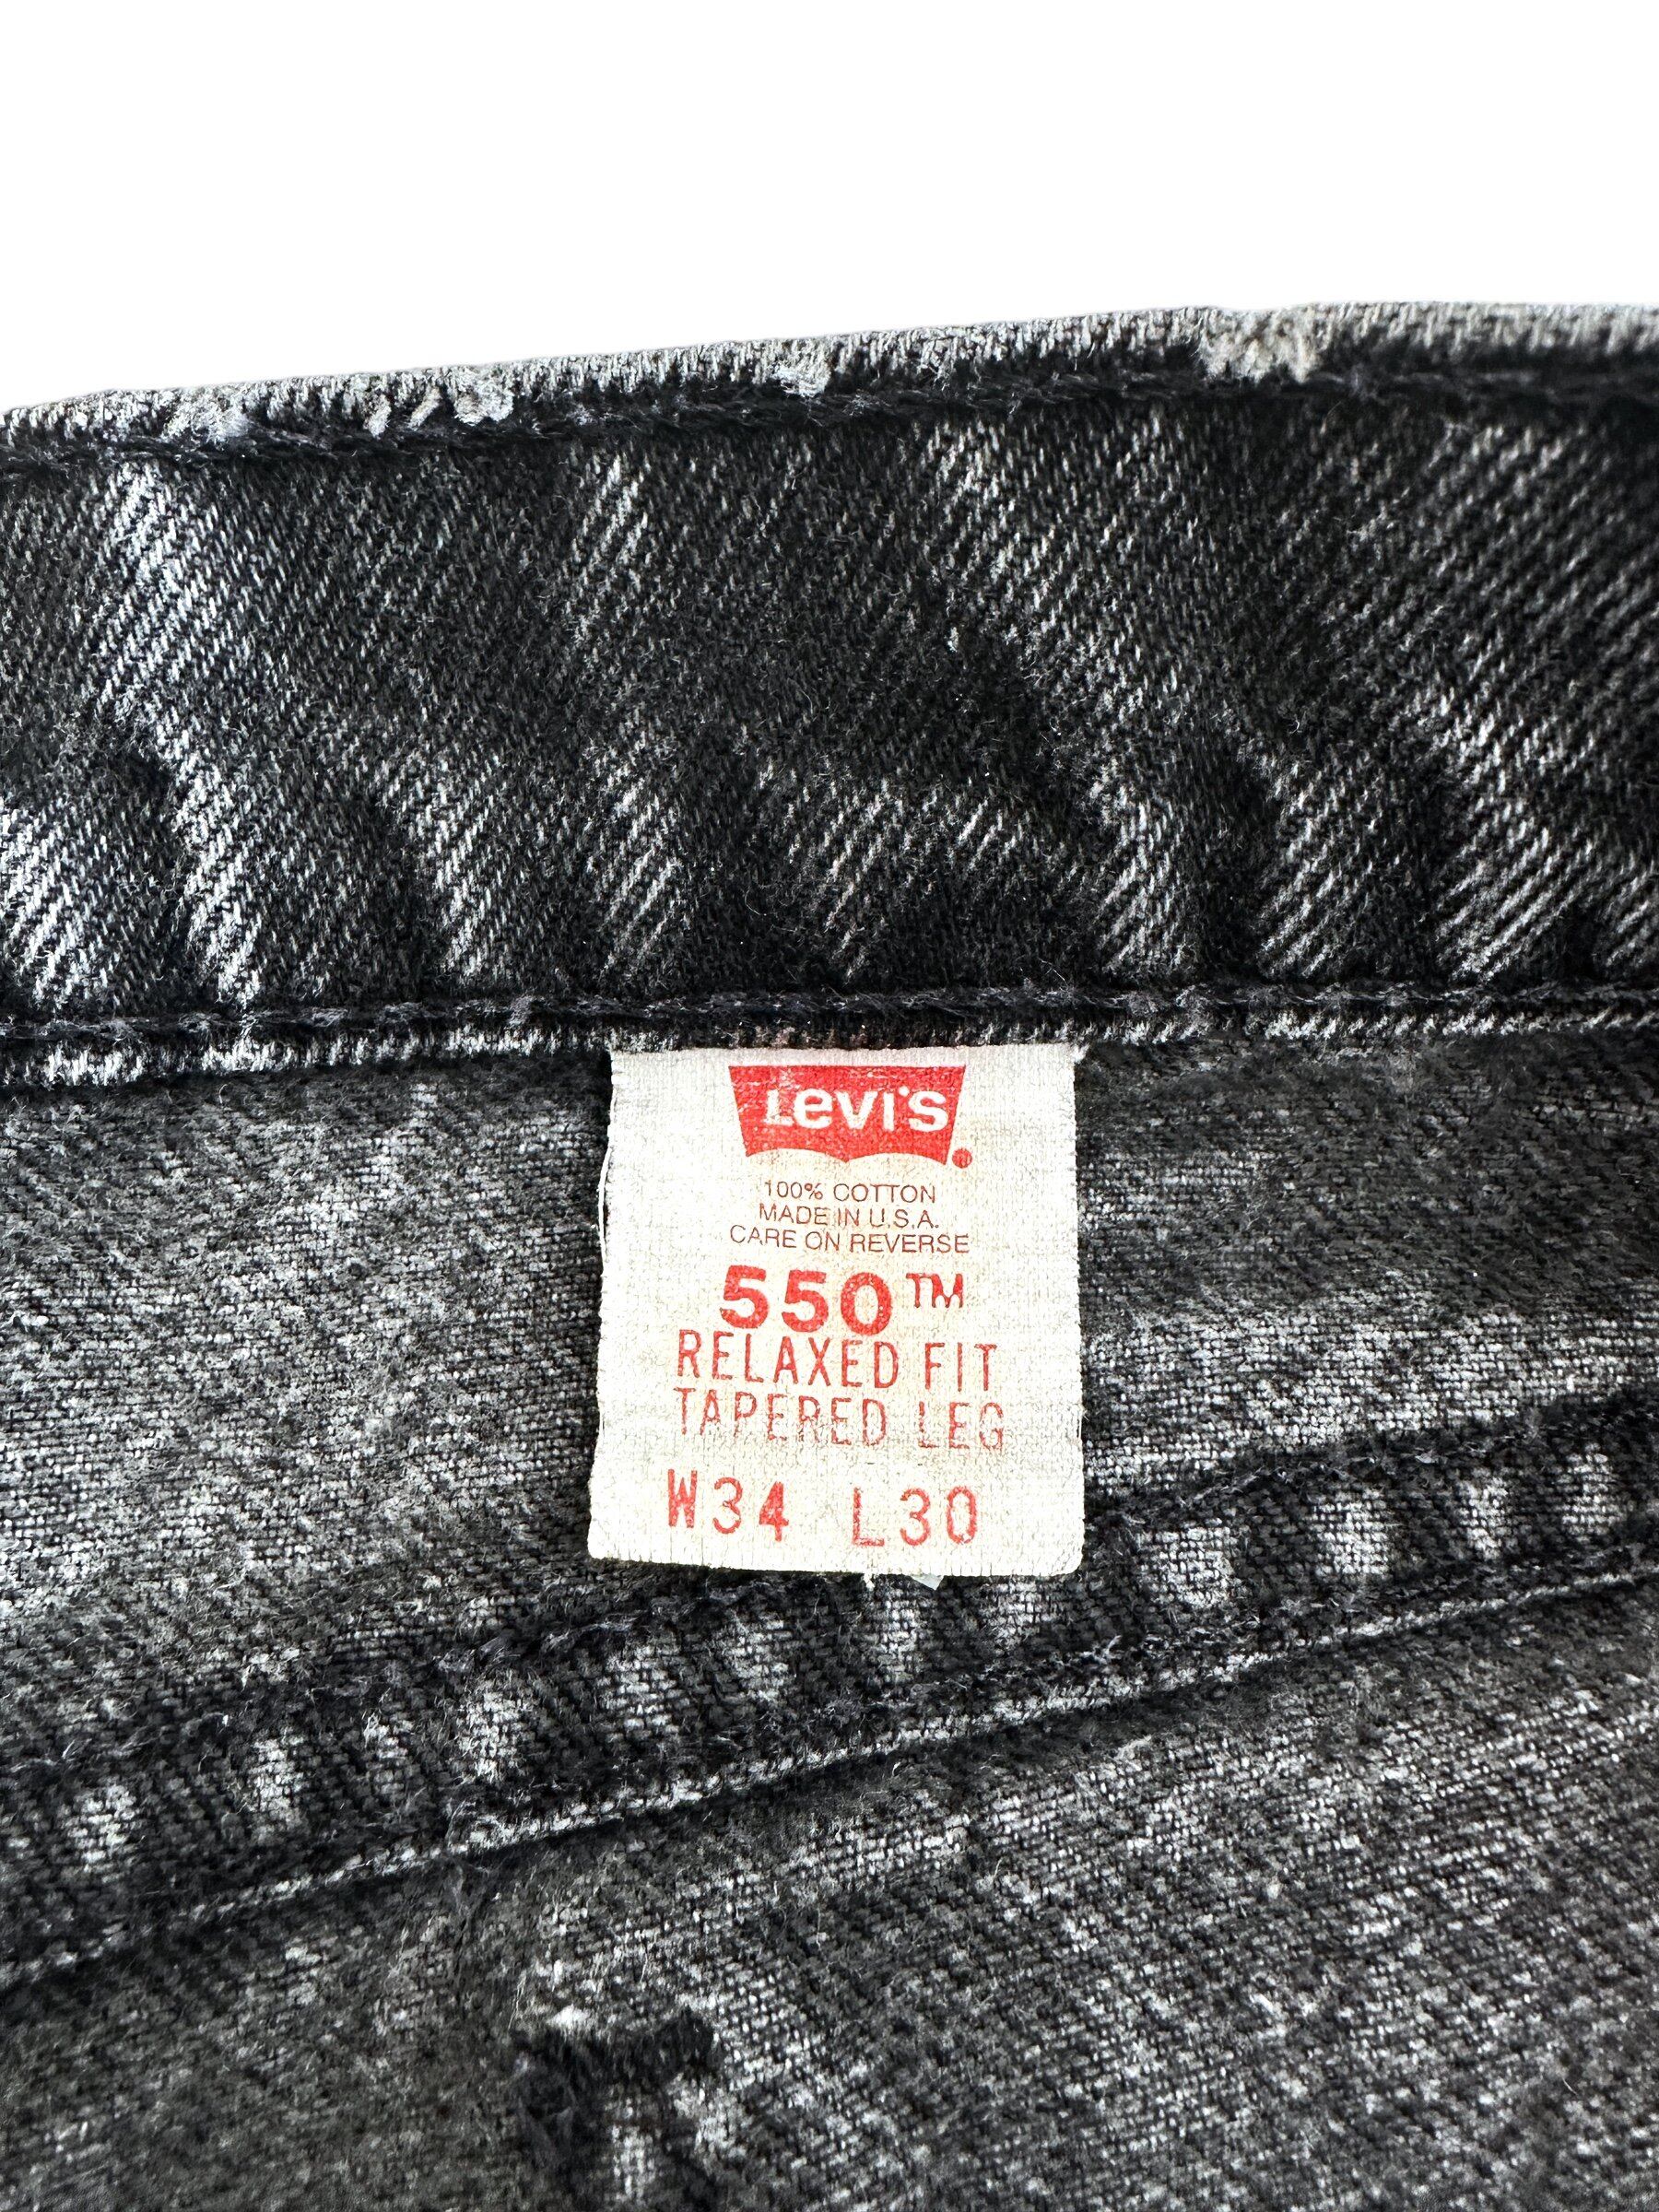 Levi's
100% COTTON
MADE IN U.S.A.
CARE ON REVERSE
550™
RELAXED FIT
TAPERED LEG
W34 L30